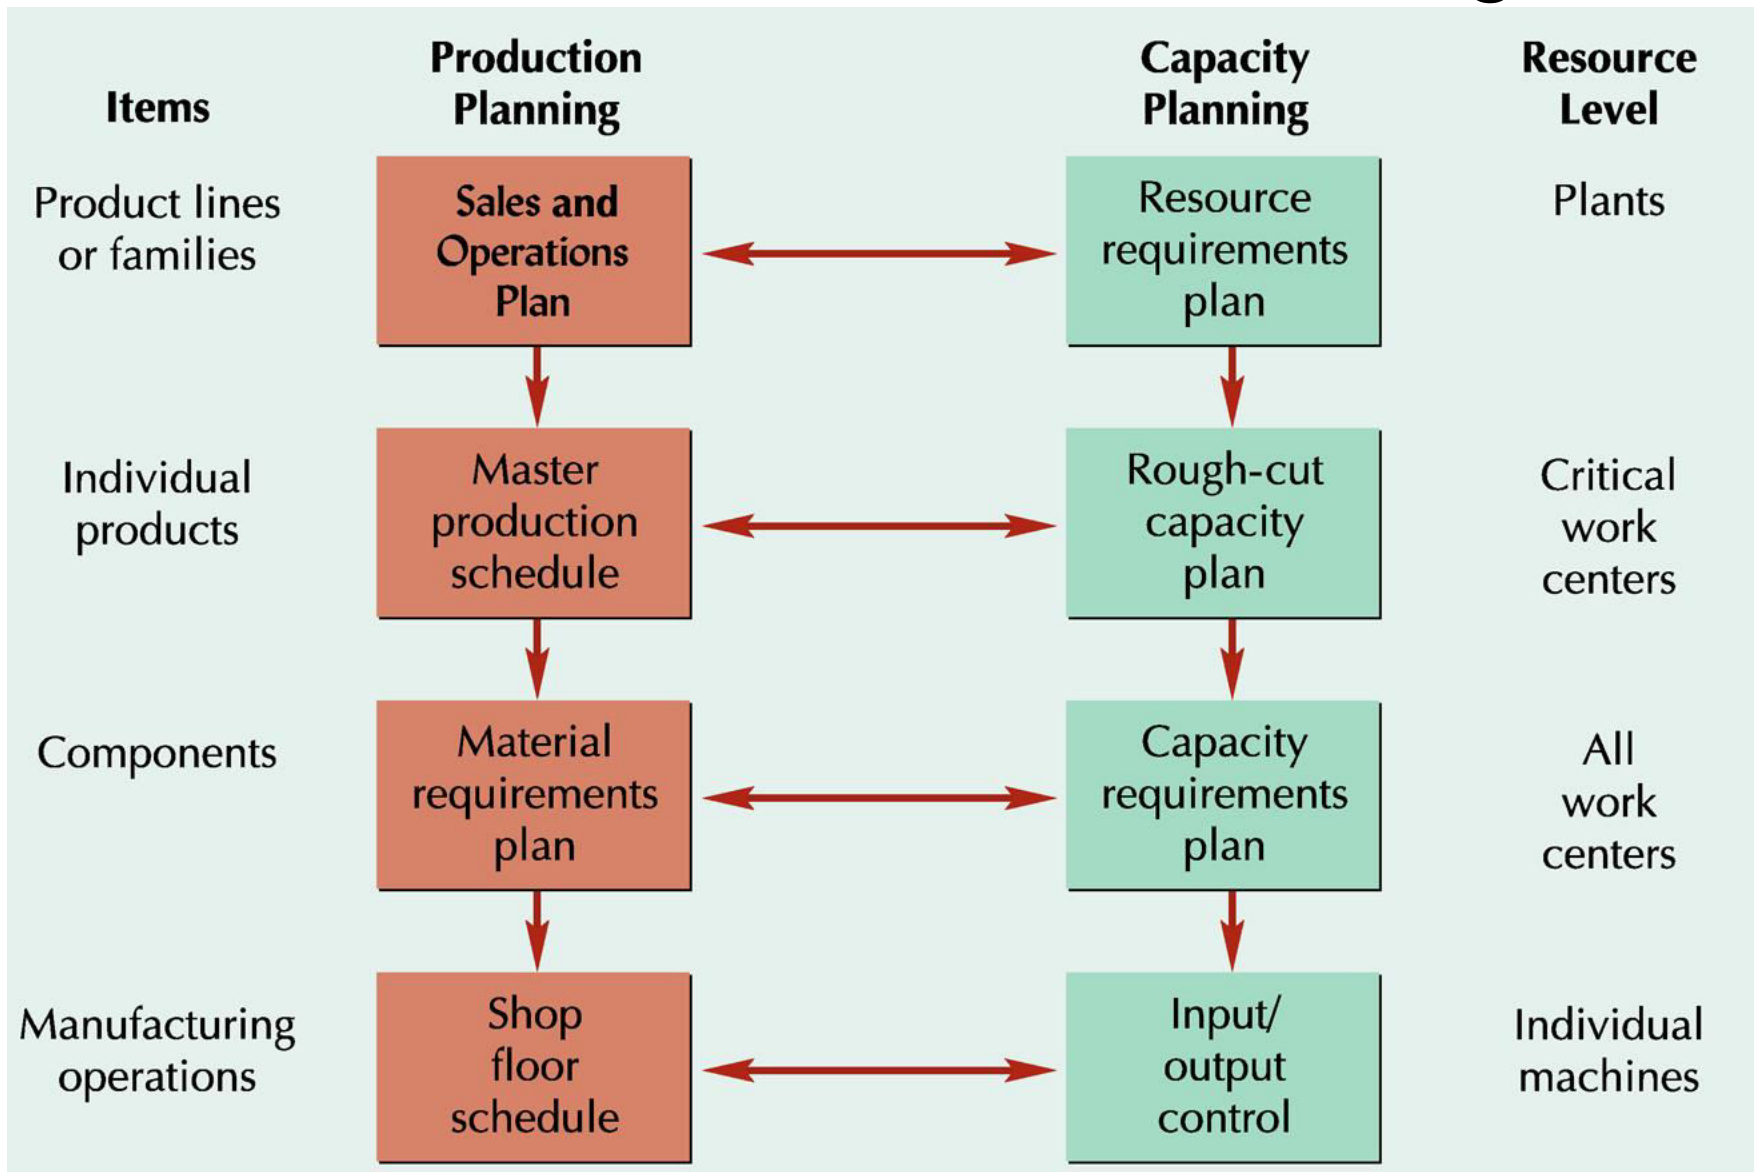 Items
Production
Planning
Capacity
Planning
Resource
Level
Product lines
or families
Sales and
Operations
Plan
Resource
requirements
plan
Plants
Individual
products
Master
production
schedule
Rough-cut
capacity
plan
Critical
work
centers
Components
Material
requirements
plan
Capacity
requirements
plan
All
work
centers
Manufacturing
operations
Shop
floor
schedule
Input/
output
control
Individual
machines